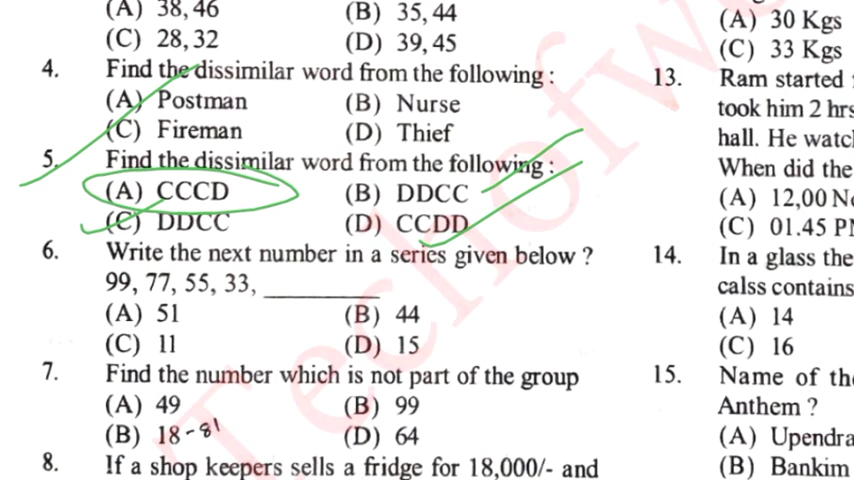 (A) 38, 46 (B) 35, 44
(C) 28, 32 (D) 39, 45
4. Find the dissimilar word from the following :
(A) Postman (B) Nurse
(C) Fireman (D) Thief
5. Find the dissimilar word from the following :
(A) CCCD (B) DDCC
(C) DDCC (D) CCDD
6. Write the next number in a series given below ?
99, 77, 55, 33, ________
(A) 51 (B) 44
(C) 11 (D) 15
7. Find the number which is not part of the group
(A) 49 (B) 99
(B) 18 - 81 (D) 64
8. If a shop keepers sells a fridge for 18,000/- and
(A) 30 Kgs
(C) 33 Kgs
13. Ram started
took him 2 hrs
hall. He
When did the
(A) 12,00
(C) 01.45
14. In a glass the
calss contains
(A) 14
(C) 16
15. Name of
Anthem ?
(A) Upendra
(B) Bankim
Techofw